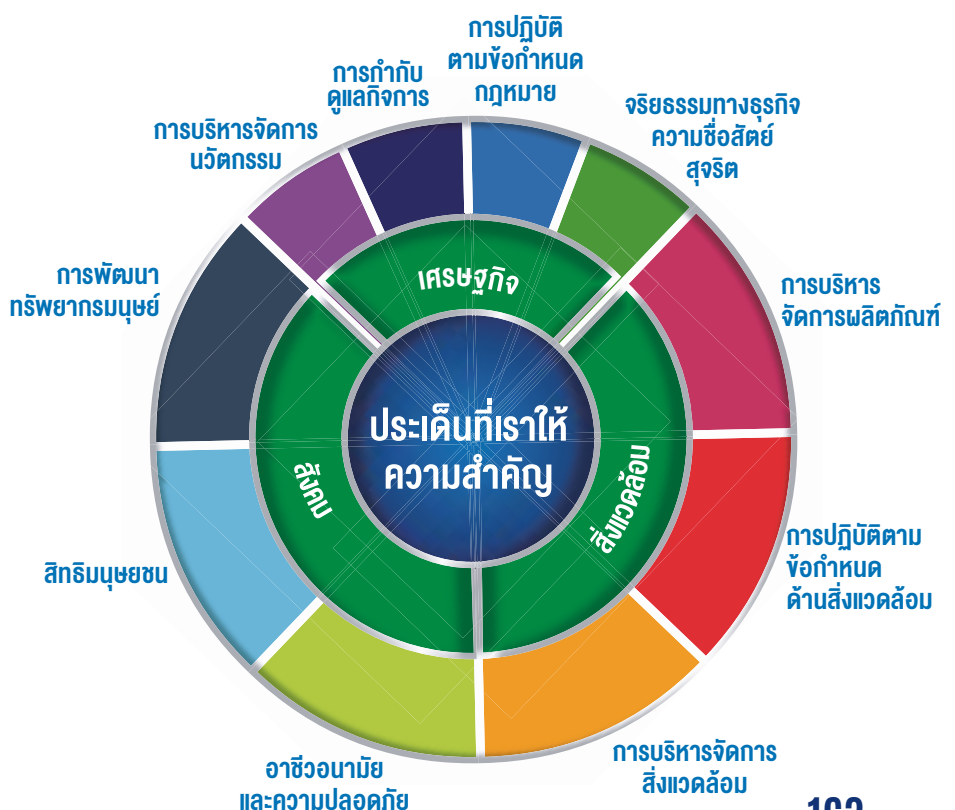 การปฏิบัติ
ตามข้อกำหนด
กฎหมาย
การกำกับ
ดูแลกิจการ
จริยธรรมทางธุรกิจ
ความซื่อสัตย์
สุจริต
การบริหารจัดการ
นวัตกรรม
เศรษฐกิจ
การพัฒนา
ทรัพยากรมนุษย์
การบริหาร
จัดการผลิตภัณฑ์
ประเด็นที่เราให้
ความสำคัญ
สังคม
สิ่งแวดล้อม
สิทธิมนุษยชน
การปฏิบัติตาม
ข้อกำหนด
ด้านสิ่งแวดล้อม
อาชีวอนามัย
และความปลอดภัย
การบริหารจัดการ
สิ่งแวดล้อม